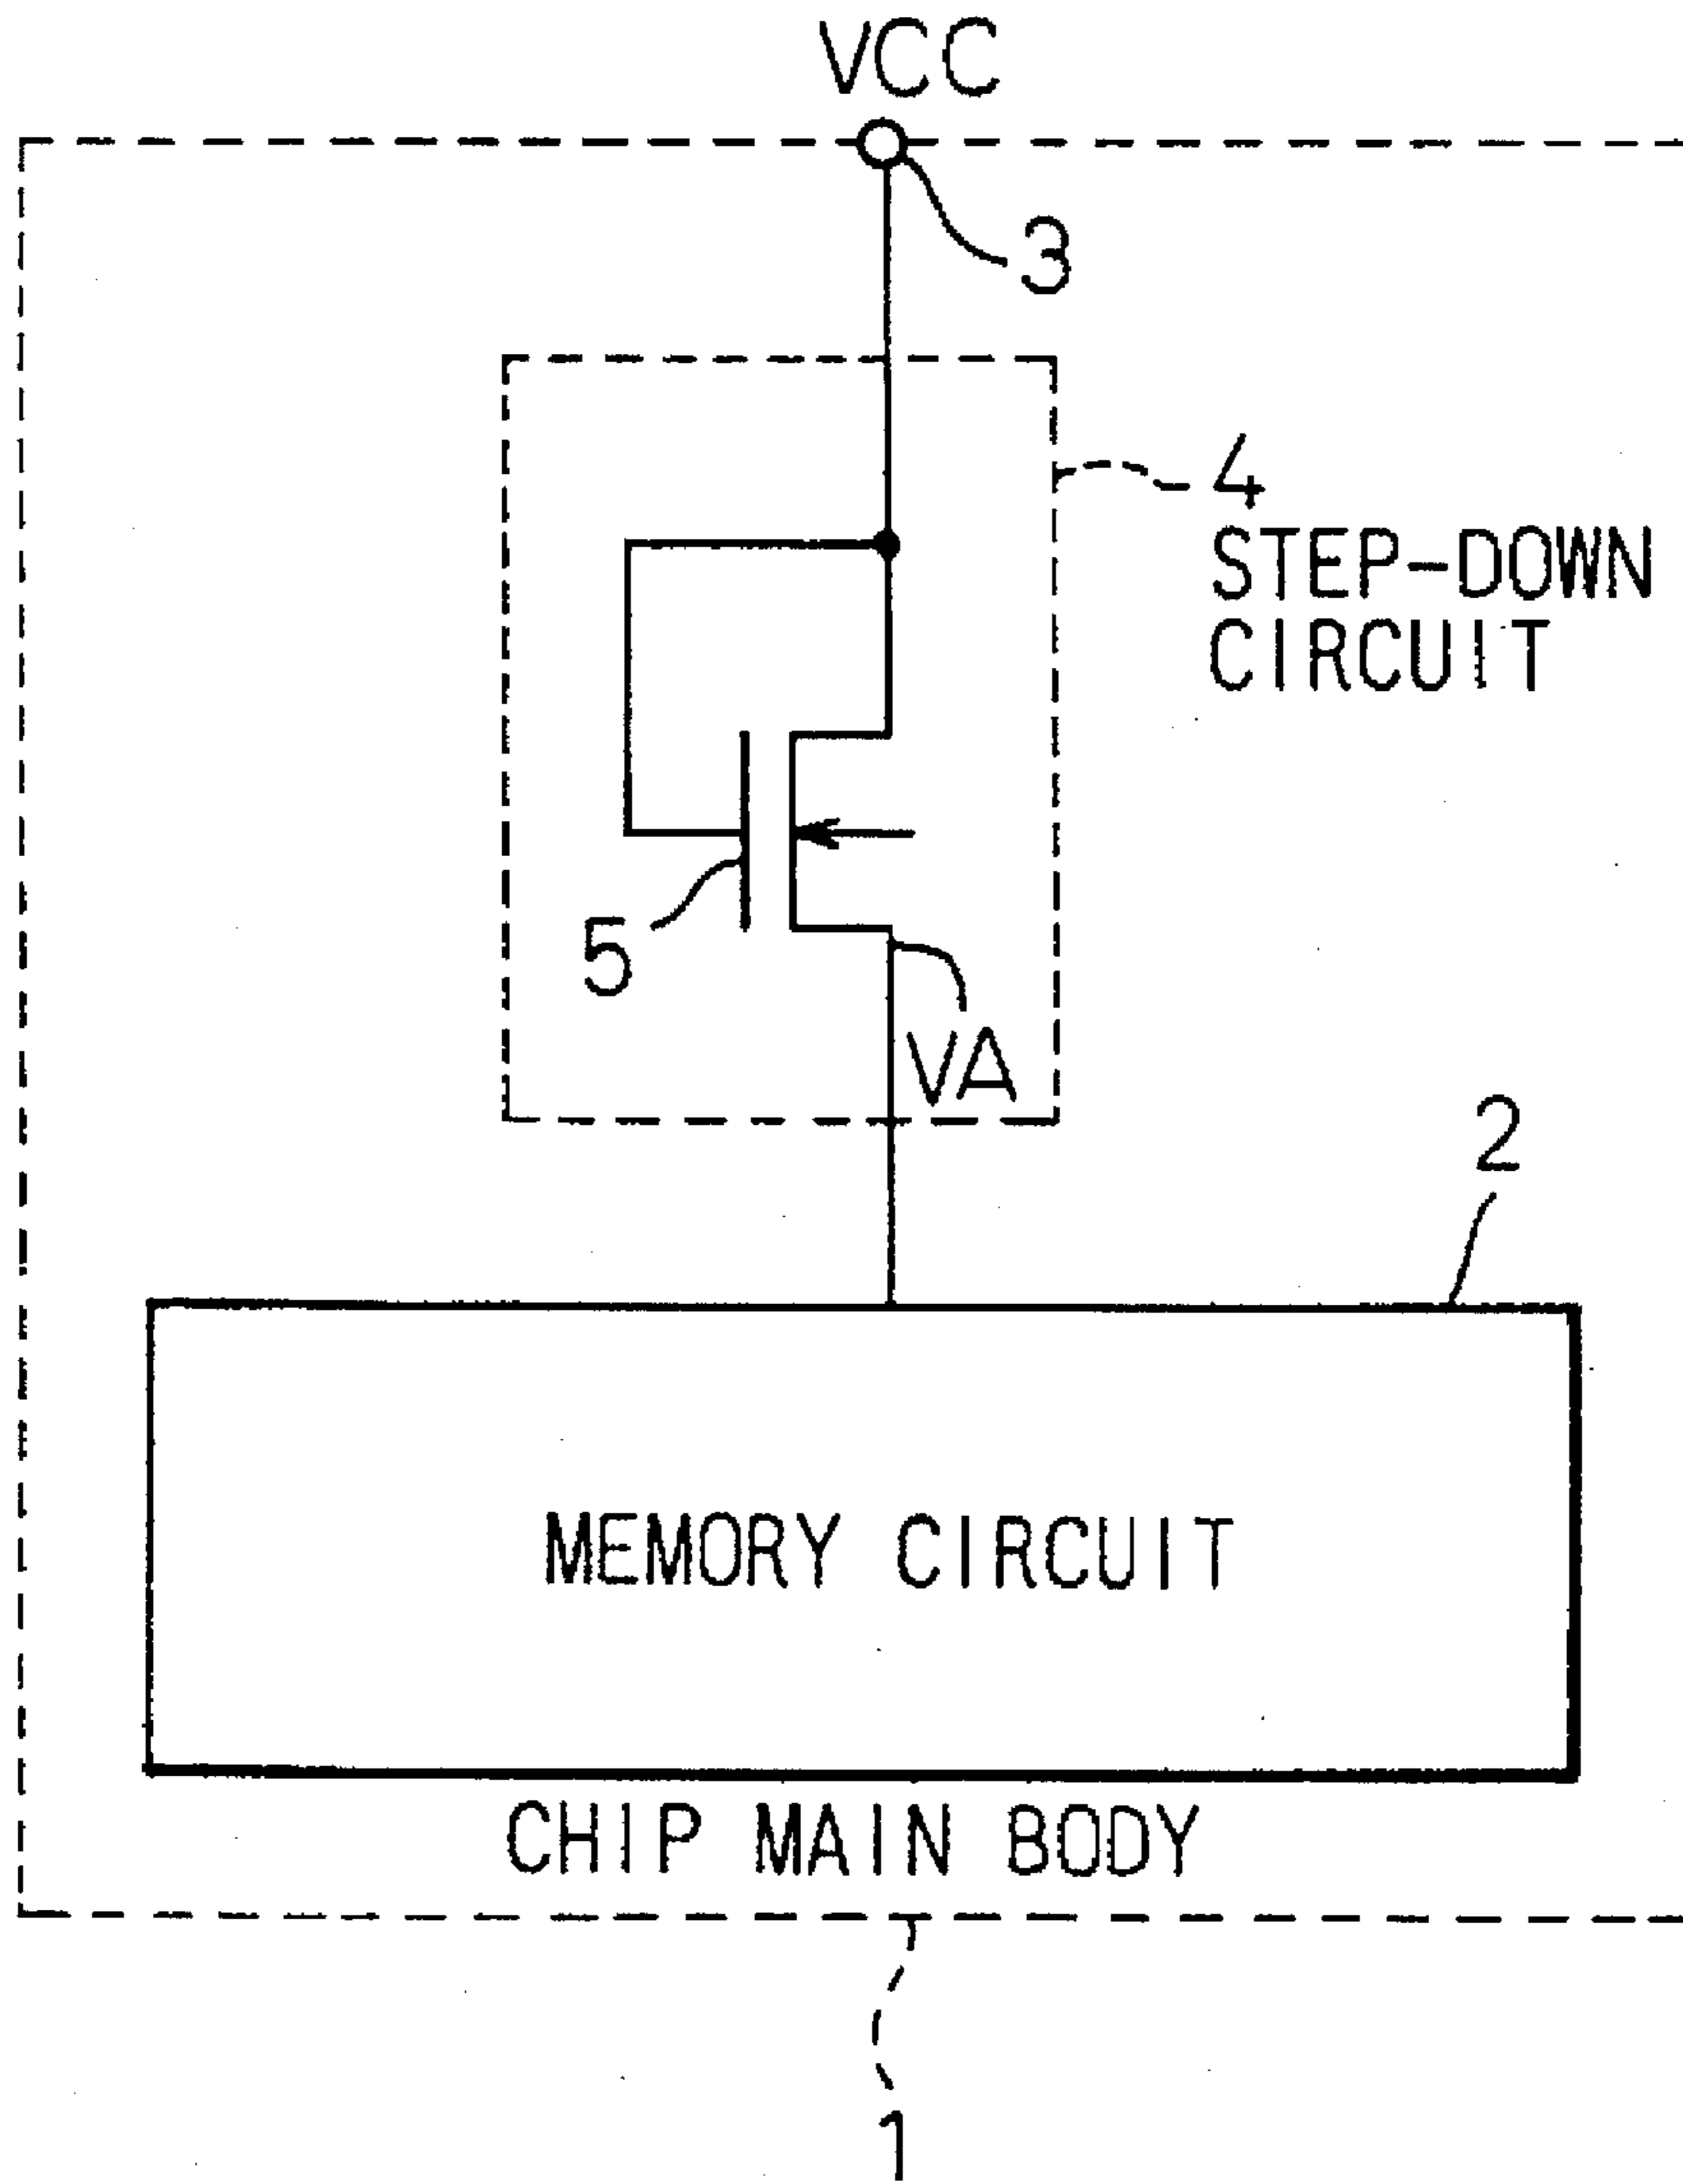 VCC
3
4
STEP-DOWN
CIRCUIT
5
VA
2
MEMORY CIRCUIT
CHIP MAIN BODY
1